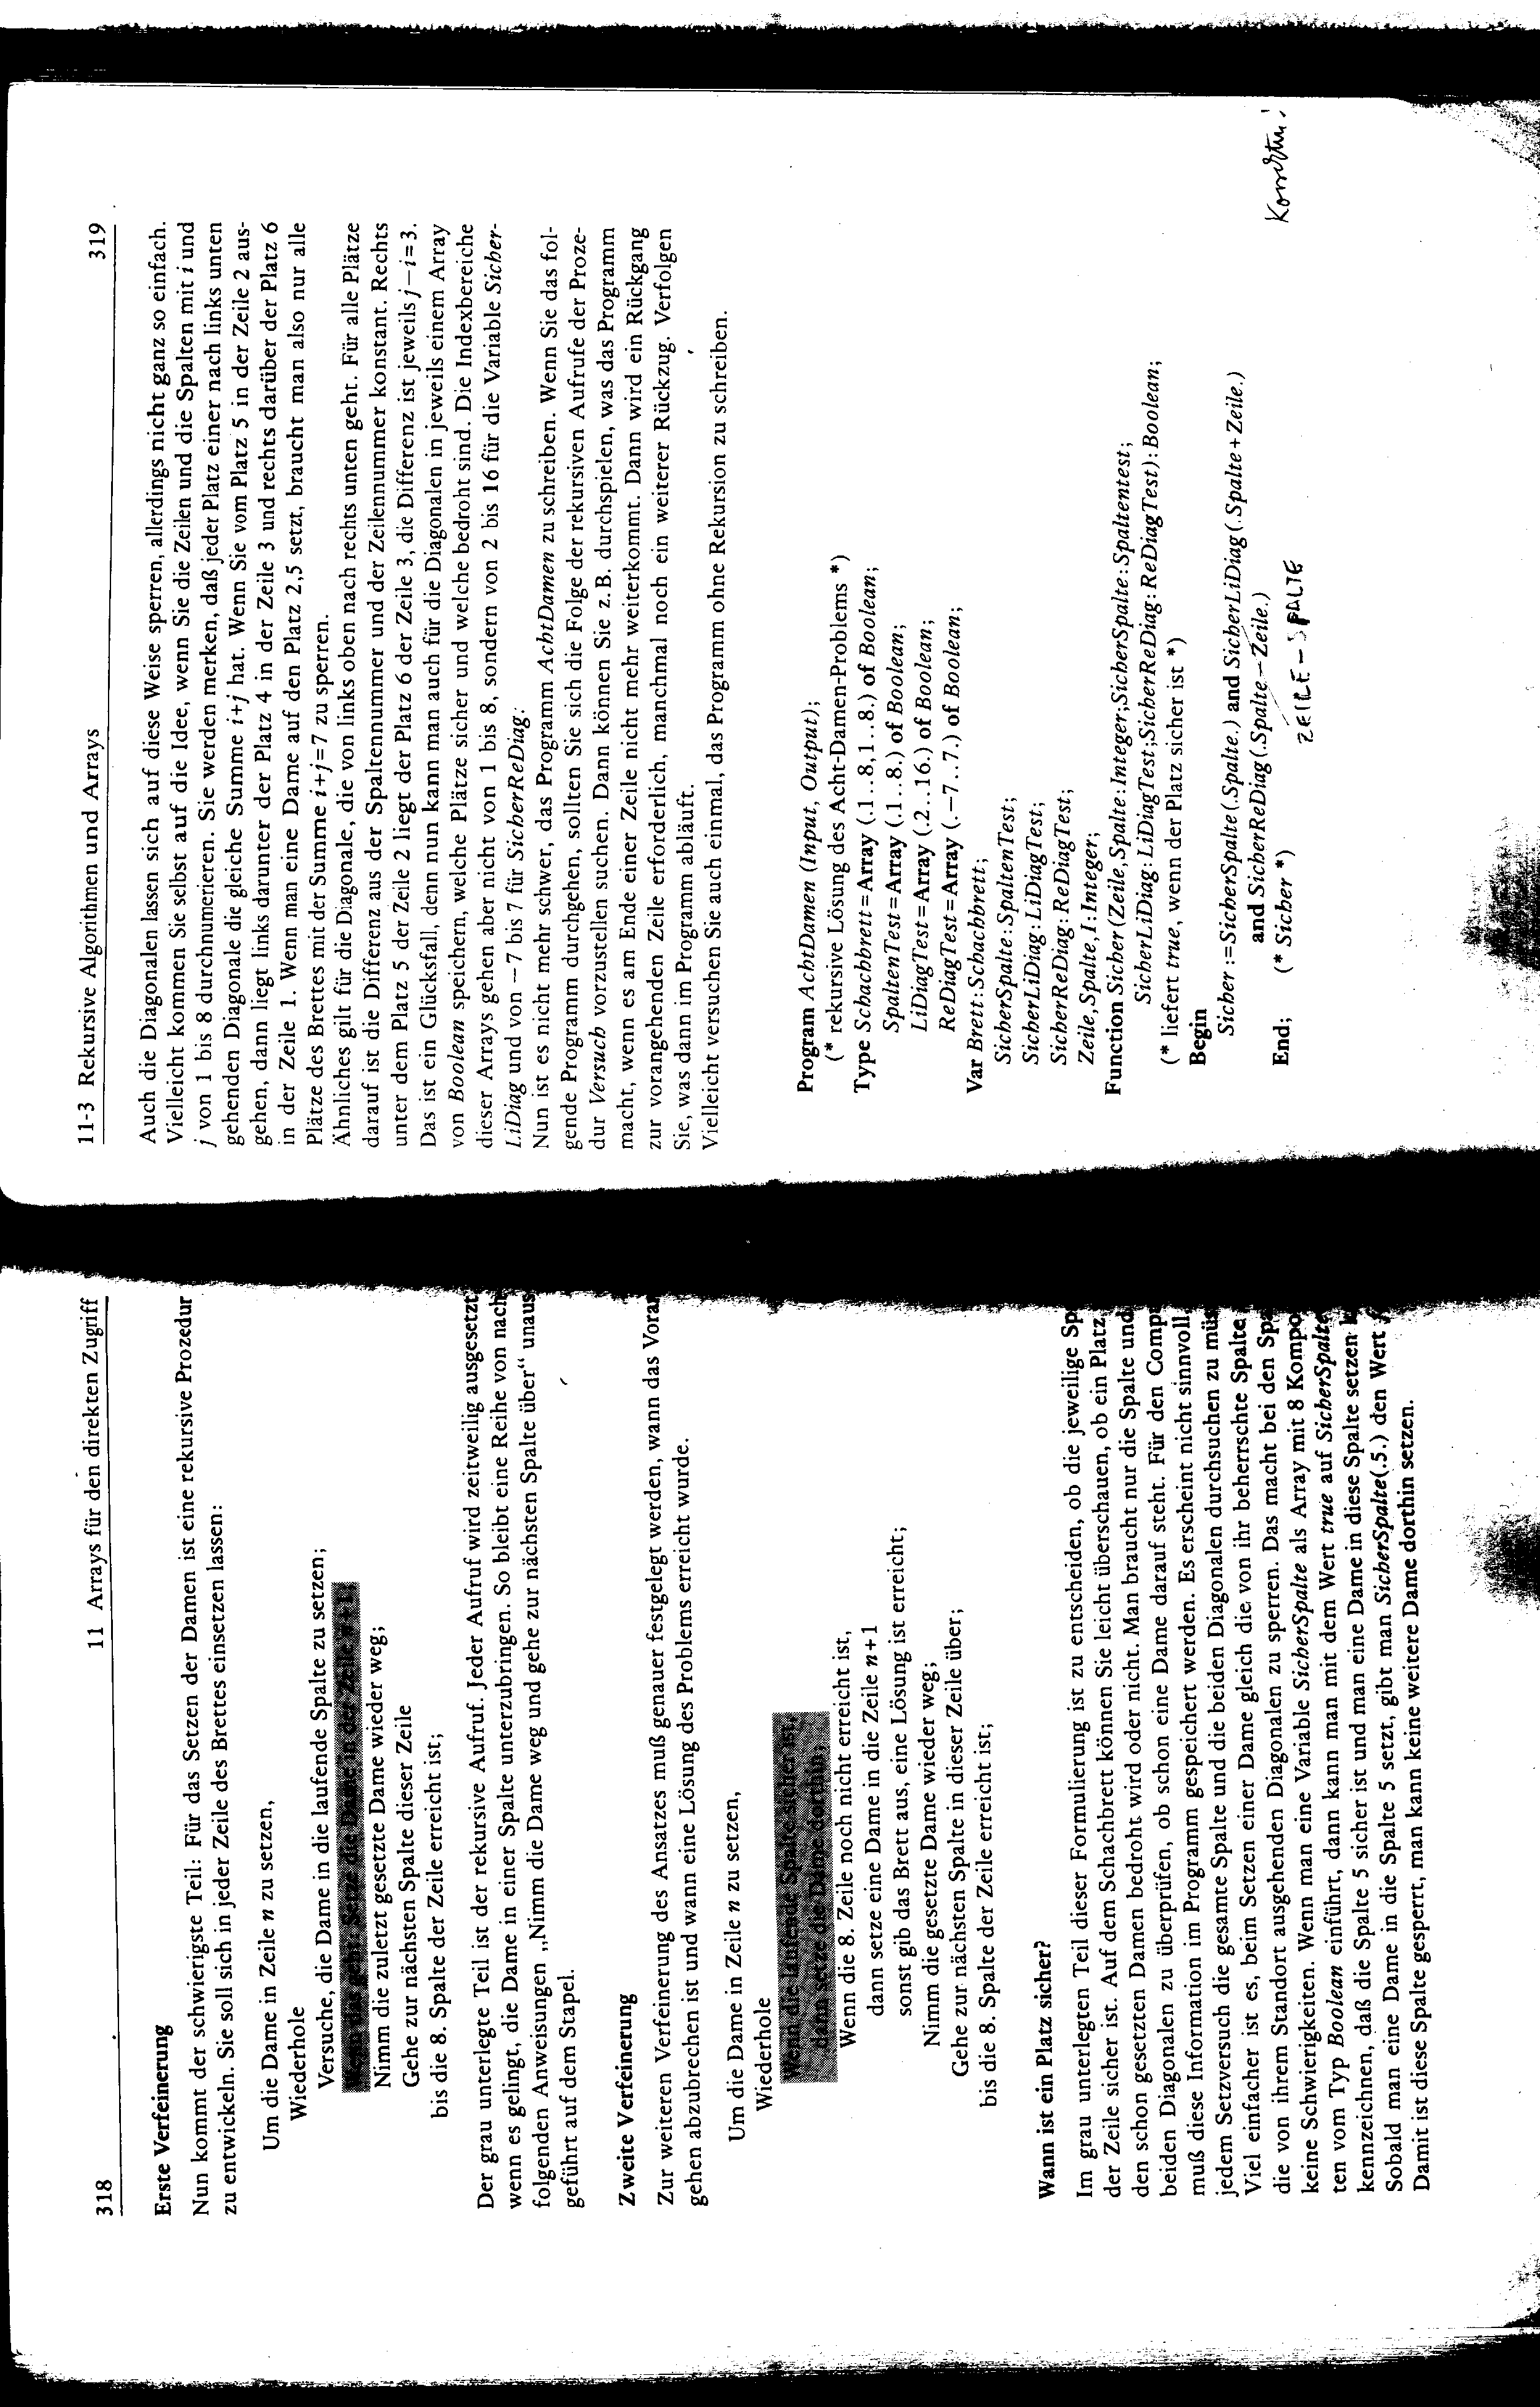 318
11 Arrays für den direkten Zugriff
Erste Verfeinerung
Nun kommt der schwierigste Teil: Für das Setzen der Damen ist eine rekursive Prozedur
zu entwickeln. Sie soll sich in jeder Zeile des Brettes einsetzen lassen:
Um die Dame in Zeile n zu setzen,
Wiederhole
Versuche, die Dame in die laufende Spalte zu setzen;
Wenn das geht: Setze die Dame in der Zeile n+1;
Nimm die zuletzt gesetzte Dame wieder weg;
Gehe zur nächsten Spalte dieser Zeile
bis die 8. Spalte der Zeile erreicht ist;
Der grau unterlegte Teil ist der rekursive Aufruf. Jeder Aufruf wird zeitweilig ausgesetzt
wenn es gelingt, die Dame in einer Spalte unterzubringen. So bleibt eine Reihe von nach
folgenden Anweisungen „Nimm die Dame weg und gehe zur nächsten Spalte über“ unaus
geführt auf dem Stapel.
Zweite Verfeinerung
Zur weiteren Verfeinerung des Ansatzes muß genauer festgelegt werden, wann das Voran
gehen abzubrechen ist und wann eine Lösung des Problems erreicht wurde.
Um die Dame in Zeile n zu setzen,
Wiederhole
Wenn die laufende Spalte sicher ist,
dann setze die Dame dorthin;
Wenn die 8. Zeile noch nicht erreicht ist,
dann setze eine Dame in die Zeile n+1
sonst gib das Brett aus, eine Lösung ist erreicht;
Nimm die gesetzte Dame wieder weg;
Gehe zur nächsten Spalte in dieser Zeile über;
bis die 8. Spalte der Zeile erreicht ist;
Wann ist ein Platz sicher?
Im grau unterlegten Teil dieser Formulierung ist zu entscheiden, ob die jeweilige Sp
der Zeile sicher ist. Auf dem Schachbrett können Sie leicht überschauen, ob ein Platz
den schon gesetzten Damen bedroht wird oder nicht. Man braucht nur die Spalte und
beiden Diagonalen zu überprüfen, ob schon eine Dame darauf steht. Für den Comp
muß diese Information im Programm gespeichert werden. Es erscheint nicht sinnvoll,
jedem Setzversuch die gesamte Spalte und die beiden Diagonalen durchsuchen zu müs
Viel einfacher ist es, beim Setzen einer Dame gleich die von ihr beherrschte Spalte
die von ihrem Standort ausgehenden Diagonalen zu sperren. Das macht bei den Spa
keine Schwierigkeiten. Wenn man eine Variable SicherSpalte als Array mit 8 Kompo
ten vom Typ Boolean einführt, dann kann man mit dem Wert true auf SicherSpalte
kennzeichnen, daß die Spalte 5 sicher ist und man eine Dame in diese Spalte setzen k
Sobald man eine Dame in die Spalte 5 setzt, gibt man SicherSpalte(.5.) den Wert f
Damit ist diese Spalte gesperrt, man kann keine weitere Dame dorthin setzen.
11-3 Rekursive Algorithmen und Arrays
319
Auch die Diagonalen lassen sich auf diese Weise sperren, allerdings nicht ganz so einfach.
Vielleicht kommen Sie selbst auf die Idee, wenn Sie die Zeilen und die Spalten mit i und
j von 1 bis 8 durchnumerieren. Sie werden merken, daß jeder Platz einer nach links unten
gehenden Diagonale die gleiche Summe i+j hat. Wenn Sie vom Platz 5 in der Zeile 2 aus-
gehen, dann liegt links darunter der Platz 4 in der Zeile 3 und rechts darüber der Platz 6
in der Zeile 1. Wenn man eine Dame auf den Platz 2,5 setzt, braucht man also nur alle
Plätze des Brettes mit der Summe i+j=7 zu sperren.
Ähnliches gilt für die Diagonale, die von links oben nach rechts unten geht. Für alle Plätze
darauf ist die Differenz aus der Spaltennummer und der Zeilennummer konstant. Rechts
unter dem Platz 5 der Zeile 2 liegt der Platz 6 der Zeile 3, die Differenz ist jeweils j−i=3.
Das ist ein Glücksfall, denn nun kann man auch für die Diagonalen in jeweils einem Array
von Boolean speichern, welche Plätze sicher und welche bedroht sind. Die Indexbereiche
dieser Arrays gehen aber nicht von 1 bis 8, sondern von 2 bis 16 für die Variable Sicher-
LiDiag und von −7 bis 7 für SicherReDiag:
Nun ist es nicht mehr schwer, das Programm AchtDamen zu schreiben. Wenn Sie das fol-
gende Programm durchgehen, sollten Sie sich die Folge der rekursiven Aufrufe der Proze-
dur Versuch vorzustellen suchen. Dann können Sie z.B. durchspielen, was das Programm
macht, wenn es am Ende einer Zeile nicht mehr weiterkommt. Dann wird ein Rückgang
zur vorangehenden Zeile erforderlich, manchmal noch ein weiterer Rückzug. Verfolgen
Sie, was dann im Programm abläuft.
Vielleicht versuchen Sie auch einmal, das Programm ohne Rekursion zu schreiben.
Program AchtDamen (Input, Output);
(* rekursive Lösung des Acht-Damen-Problems *)
Type Schachbrett=Array (.1..8,1..8.) of Boolean;
SpaltenTest=Array (.1..8.) of Boolean;
LiDiagTest=Array (.2..16.) of Boolean;
ReDiagTest=Array (.−7..7.) of Boolean;
Var Brett:Schachbrett;
SicherSpalte:SpaltenTest;
SicherLiDiag:LiDiagTest;
SicherReDiag:ReDiagTest;
Zeile,Spalte,I:Integer;
Function Sicher(Zeile,Spalte:Integer;SicherSpalte:Spaltentest;
SicherLiDiag:LiDiagTest;SicherReDiag:ReDiagTest):Boolean;
(* liefert true, wenn der Platz sicher ist *)
Begin
Sicher:=SicherSpalte(.Spalte.) and SicherLiDiag(.Spalte+Zeile.)
and SicherReDiag(.Spalte−Zeile.)
End; (* Sicher *)
ZEILE-SPALTE